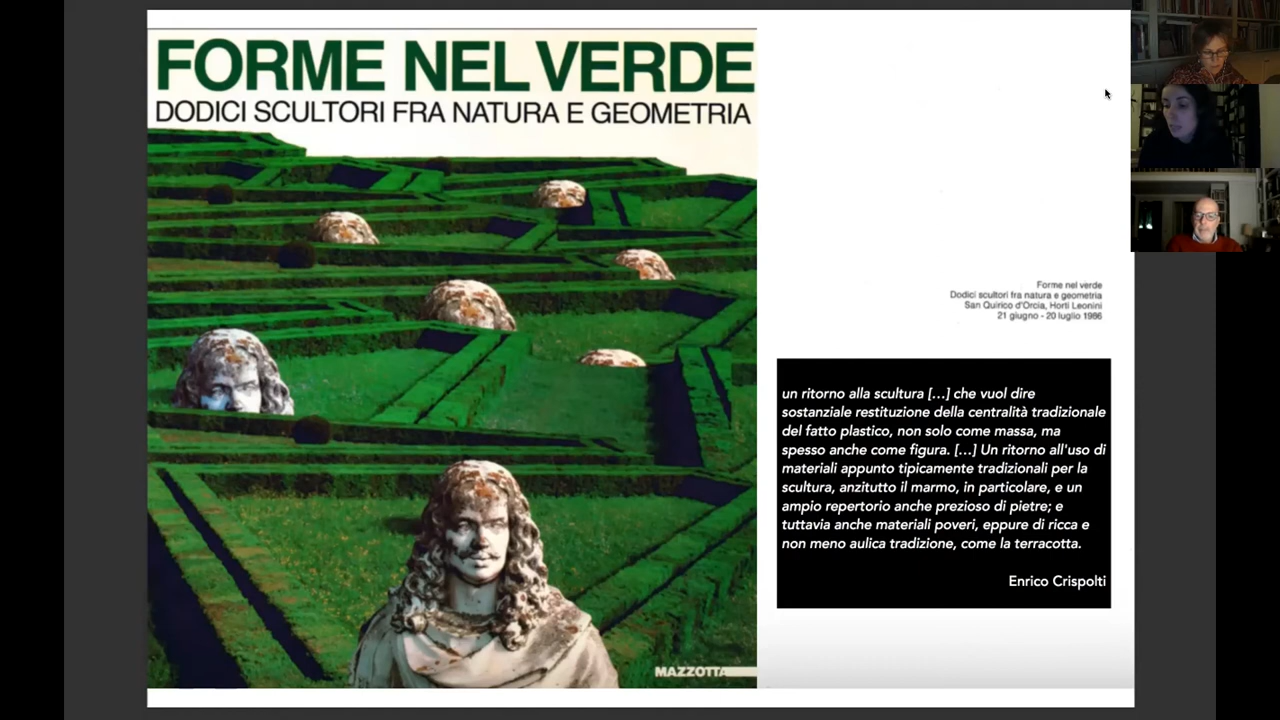 FORME NEL VERDE
DODICI SCULTORI FRA NATURA E GEOMETRIA
MAZZOTTA
Forme nel verde
Dodici scultori fra natura e geometria
San Quirico d'Orcia, Horti Leonini
21 giugno - 20 luglio 1986
un ritorno alla scultura [...] che vuol dire
sostanziale restituzione della centralità tradizionale
del fatto plastico, non solo come massa, ma
spesso anche come figura. [...] Un ritorno all'uso di
materiali appunto tipicamente tradizionali per la
scultura, anzitutto il marmo, in particolare, e un
ampio repertorio anche prezioso di pietre; e
tuttavia anche materiali poveri, eppure di ricca e
non meno aulica tradizione, come la terracotta.
Enrico Crispolti